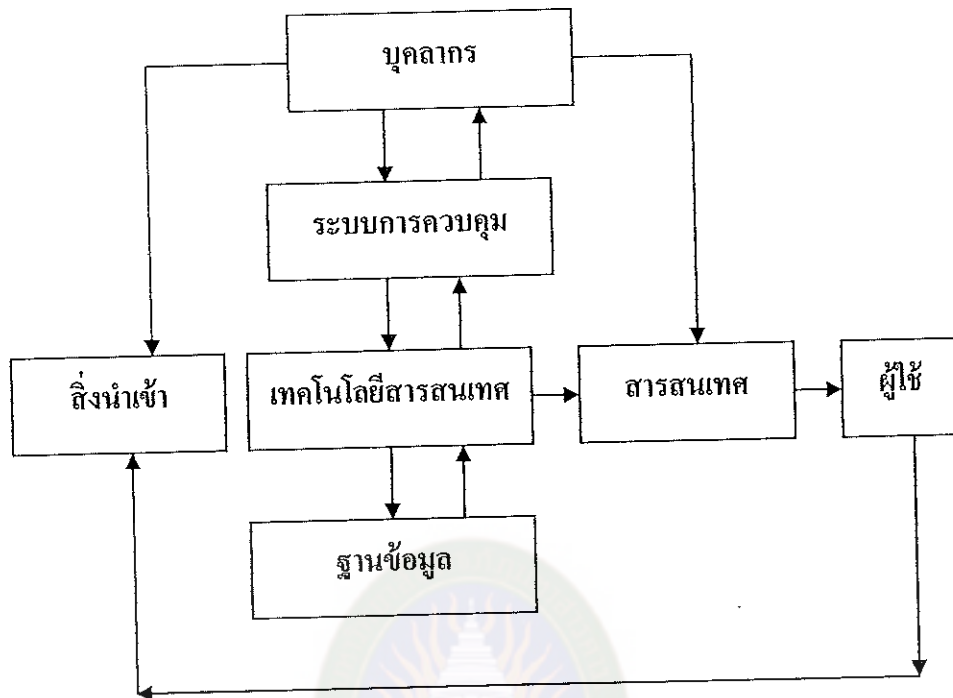 บุคลากร
ระบบการควบคุม
สิ่งนำเข้า
เทคโนโลยีสารสนเทศ
สารสนเทศ
ผู้ใช้
ฐานข้อมูล